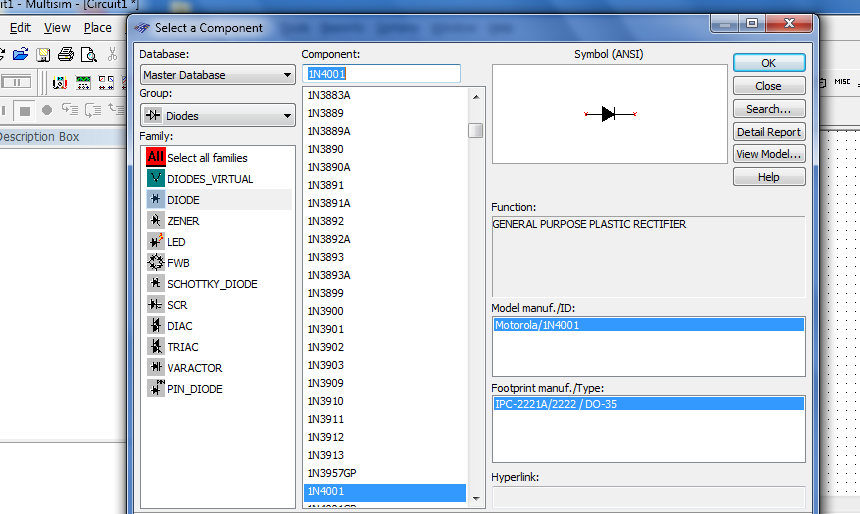 uit1 - Multisim - [Circuit1 *]
Select a Component
Edit View Place
MISC
Description Box
Database:
Master Database
Group:
Diodes
Family:
All Select all families
DIODES_VIRTUAL
DIODE
ZENER
LED
FWB
SCHOTTKY_DIODE
SCR
DIAC
TRIAC
VARACTOR
PIN PIN_DIODE
Component:
1N4001
1N3883A
1N3889
1N3889A
1N3890
1N3890A
1N3891
1N3891A
1N3892
1N3892A
1N3893
1N3893A
1N3899
1N3900
1N3901
1N3902
1N3903
1N3909
1N3910
1N3911
1N3912
1N3913
1N3957GP
1N4001
Symbol (ANSI)
OK
Close
Search...
Detail Report
View Model...
Help
Function:
GENERAL PURPOSE PLASTIC RECTIFIER
Model manuf./ID:
Motorola/1N4001
Footprint manuf./Type:
IPC-2221A/2222 / DO-35
Hyperlink: